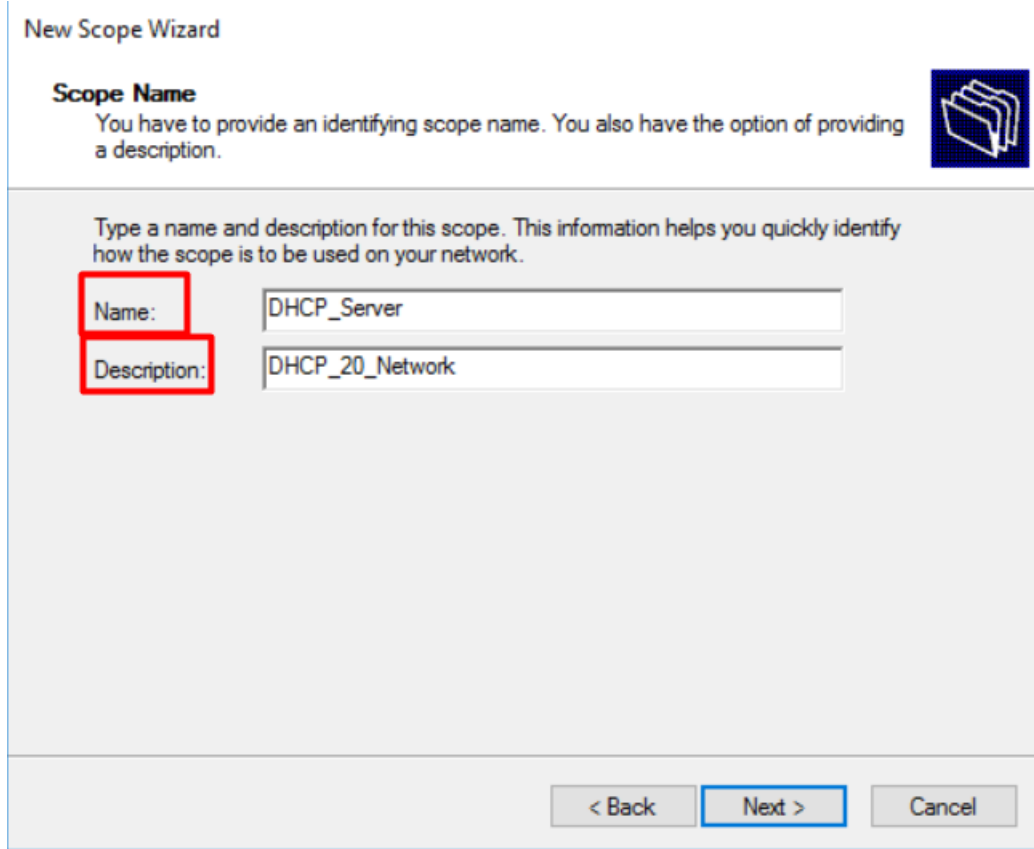 New Scope Wizard
Scope Name
You have to provide an identifying scope name. You also have the option of providing
a description.
Type a name and description for this scope. This information helps you quickly identify
how the scope is to be used on your network.
Name: DHCP_Server
Description: DHCP_20_Network
< Back Next > Cancel